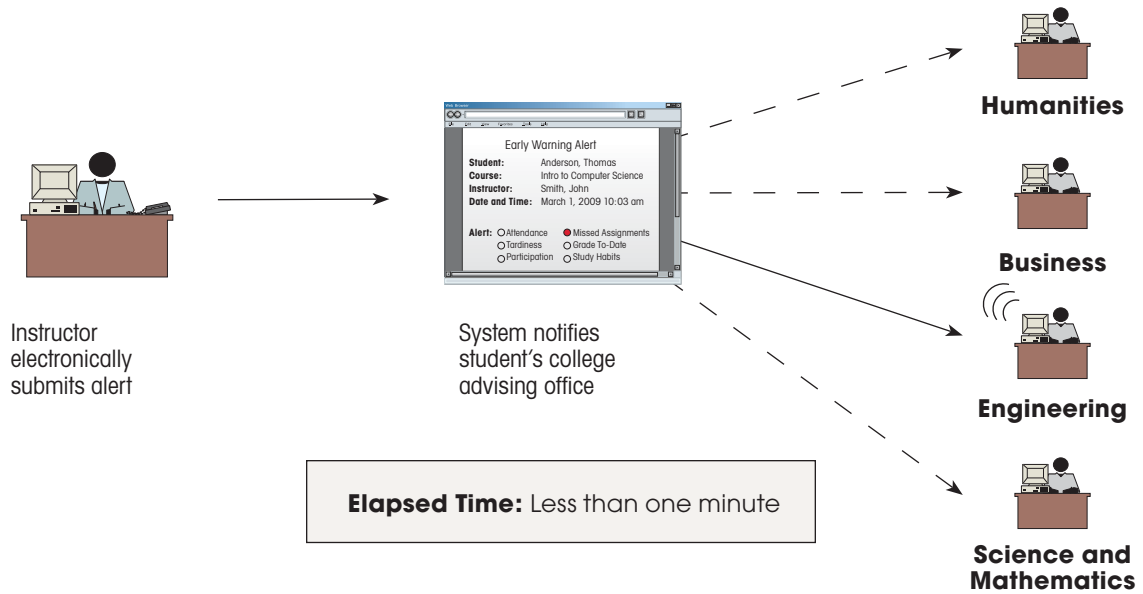 Humanities
Business
Engineering
Science and
Mathematics
Instructor
electronically
submits alert
Web Browser
Early Warning Alert
Student: Anderson, Thomas
Course: Intro to Computer Science
Instructor: Smith, John
Date and Time: March 1, 2009 10:03 am
Alert: Attendance Missed Assignments
Tardiness Grade To-Date
Participation Study Habits
System notifies
student's college
advising office
Elapsed Time: Less than one minute